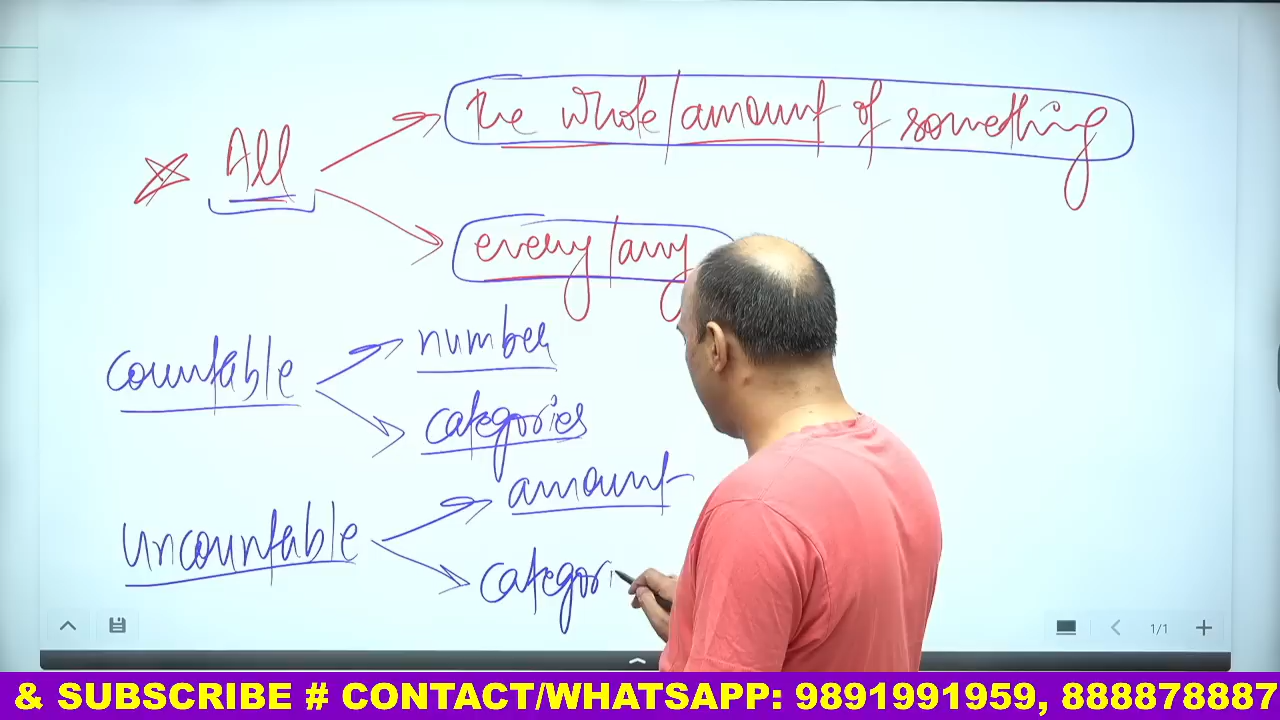 the whole/amount of something
* All
every/any
number
countable
categories
amount
uncountable
categori
1/1
& SUBSCRIBE # CONTACT/WHATSAPP: 9891991959, 888878887